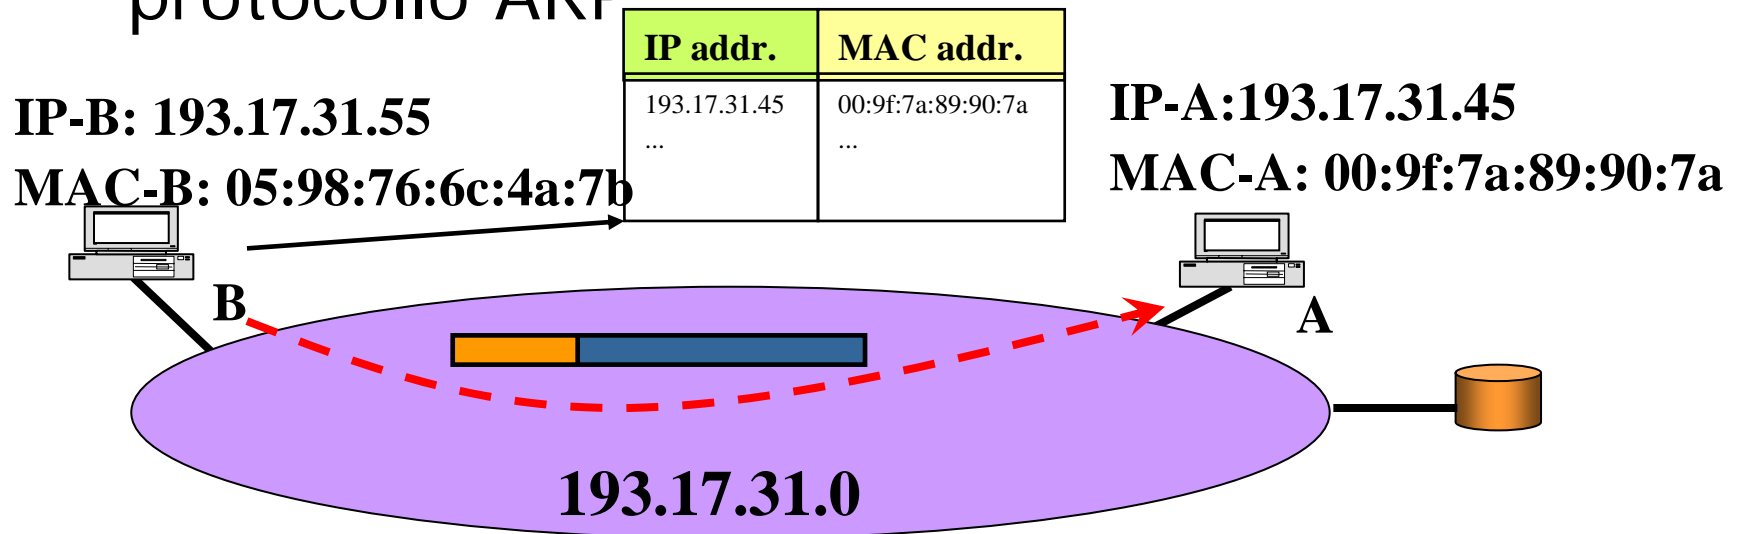 protocollo ARP
IP addr. MAC addr.
193.17.31.45 00:9f:7a:89:90:7a
... ...
IP-B: 193.17.31.55
MAC-B: 05:98:76:6c:4a:7b
IP-A:193.17.31.45
MAC-A: 00:9f:7a:89:90:7a
B
A
193.17.31.0